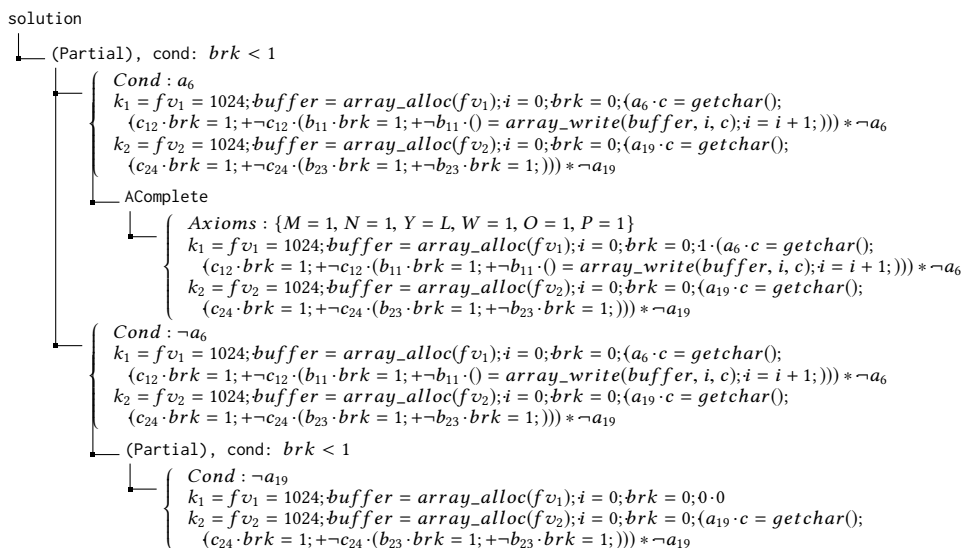 solution
(Partial), cond: brk < 1
Cond : a₆
k₁ = fv₁ = 1024;·buffer = array_alloc(fv₁);·i = 0;·brk = 0;·(a₆·c = getchar();
·(c₁₂·brk = 1; +¬c₁₂·(b₁₁·brk = 1; +¬b₁₁·() = array_write(buffer, i, c);·i = i + 1; ))) ∗ ¬a₆
k₂ = fv₂ = 1024;·buffer = array_alloc(fv₂);·i = 0;·brk = 0;·(a₁₉·c = getchar();
·(c₂₄·brk = 1; +¬c₂₄·(b₂₃·brk = 1; +¬b₂₃·brk = 1; ))) ∗ ¬a₁₉
AComplete
Axioms : {M = 1, N = 1, Y = L, W = 1, O = 1, P = 1}
k₁ = fv₁ = 1024;·buffer = array_alloc(fv₁);·i = 0;·brk = 0;·1·(a₆·c = getchar();
·(c₁₂·brk = 1; +¬c₁₂·(b₁₁·brk = 1; +¬b₁₁·() = array_write(buffer, i, c);·i = i + 1; ))) ∗ ¬a₆
k₂ = fv₂ = 1024;·buffer = array_alloc(fv₂);·i = 0;·brk = 0;·(a₁₉·c = getchar();
·(c₂₄·brk = 1; +¬c₂₄·(b₂₃·brk = 1; +¬b₂₃·brk = 1; ))) ∗ ¬a₁₉
Cond : ¬a₆
k₁ = fv₁ = 1024;·buffer = array_alloc(fv₁);·i = 0;·brk = 0;·(a₆·c = getchar();
·(c₁₂·brk = 1; +¬c₁₂·(b₁₁·brk = 1; +¬b₁₁·() = array_write(buffer, i, c);·i = i + 1; ))) ∗ ¬a₆
k₂ = fv₂ = 1024;·buffer = array_alloc(fv₂);·i = 0;·brk = 0;·(a₁₉·c = getchar();
·(c₂₄·brk = 1; +¬c₂₄·(b₂₃·brk = 1; +¬b₂₃·brk = 1; ))) ∗ ¬a₁₉
(Partial), cond: brk < 1
Cond : ¬a₁₉
k₁ = fv₁ = 1024;·buffer = array_alloc(fv₁);·i = 0;·brk = 0;·0·0
k₂ = fv₂ = 1024;·buffer = array_alloc(fv₂);·i = 0;·brk = 0;·(a₁₉·c = getchar();
·(c₂₄·brk = 1; +¬c₂₄·(b₂₃·brk = 1; +¬b₂₃·brk = 1; ))) ∗ ¬a₁₉